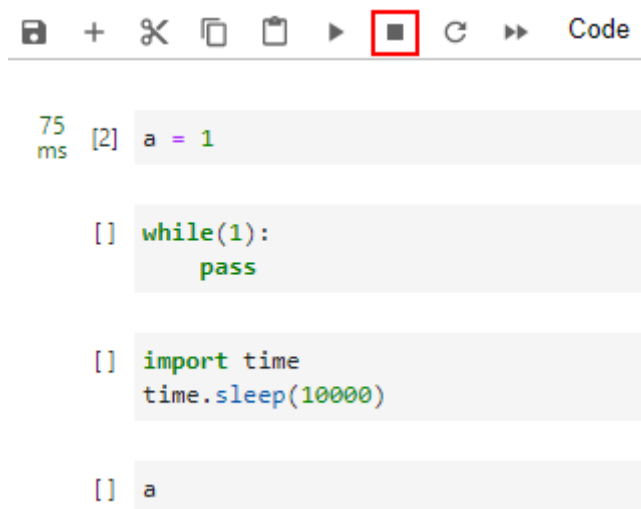 Code
75
ms [2] a = 1
[] while(1):
    pass
[] import time
time.sleep(10000)
[] a